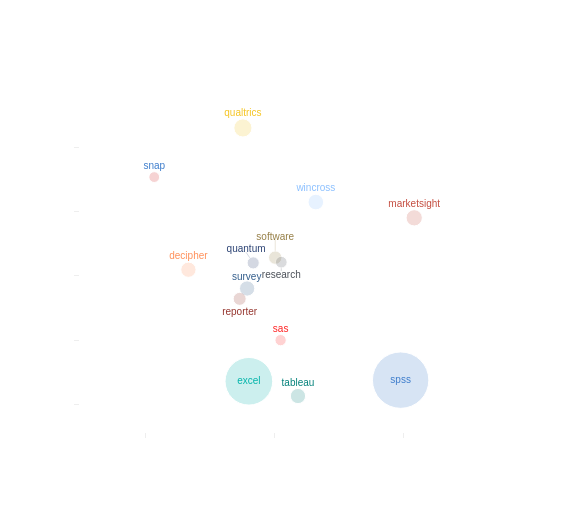 qualtrics
snap
wincross
marketsight
software
quantum
decipher
research
survey
reporter
sas
excel
tableau
spss